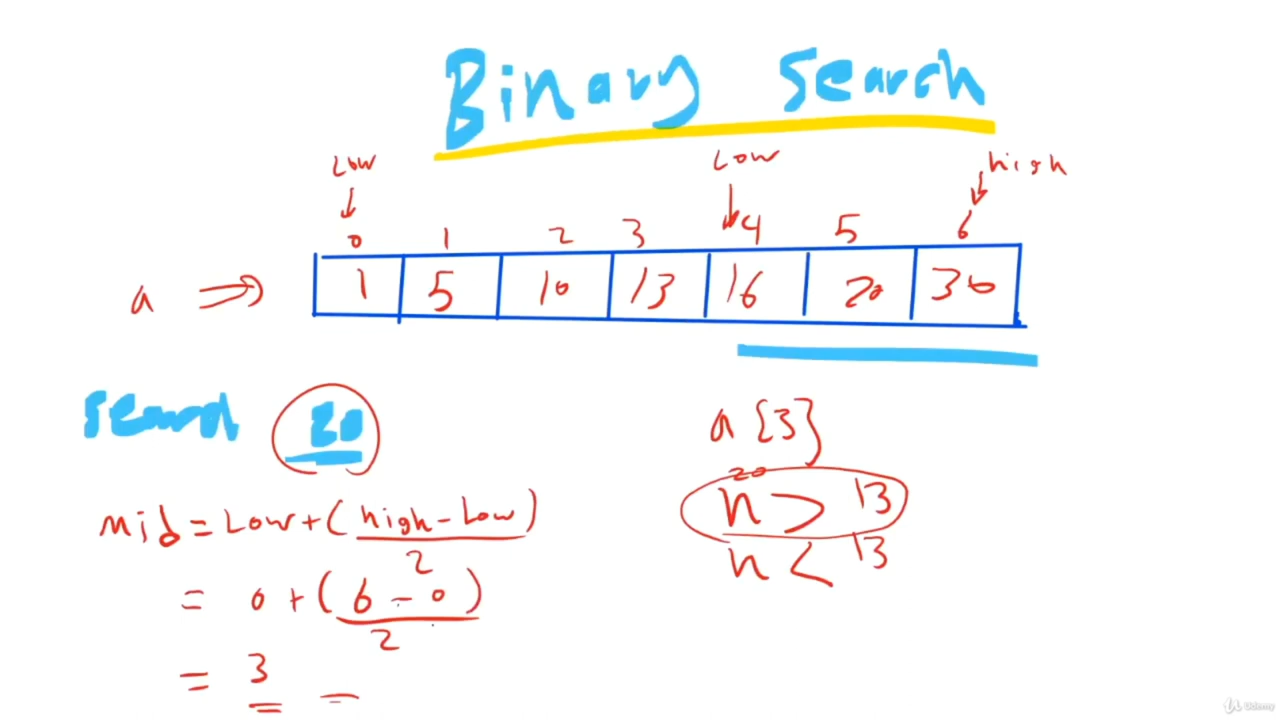 Binary Search
Low Low high
0 1 2 3 4 5 6
a ⇒ 1 5 10 13 16 20 30
Search 20
a[3]
20
n > 13
n < 13
mid = Low + (high - Low)/2
= 0 + (6 - 0)/2
= 3
Udemy